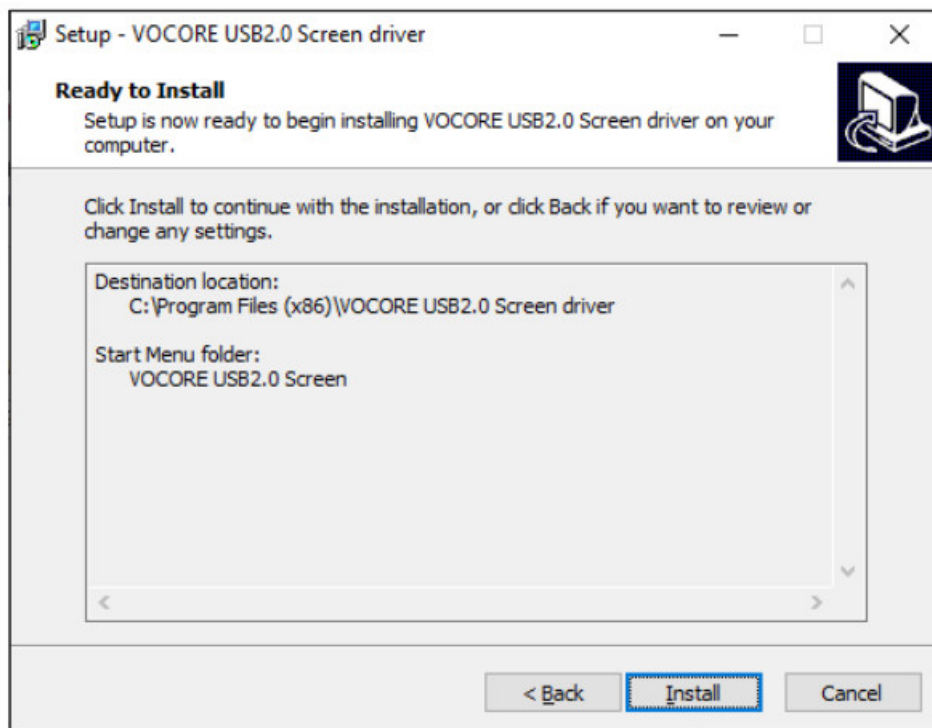 Setup - VOCORE USB2.0 Screen driver
Ready to Install
Setup is now ready to begin installing VOCORE USB2.0 Screen driver on your
computer.
Click Install to continue with the installation, or click Back if you want to review or
change any settings.
Destination location:
C:\Program Files (x86)\VOCORE USB2.0 Screen driver
Start Menu folder:
VOCORE USB2.0 Screen
< Back
Install
Cancel